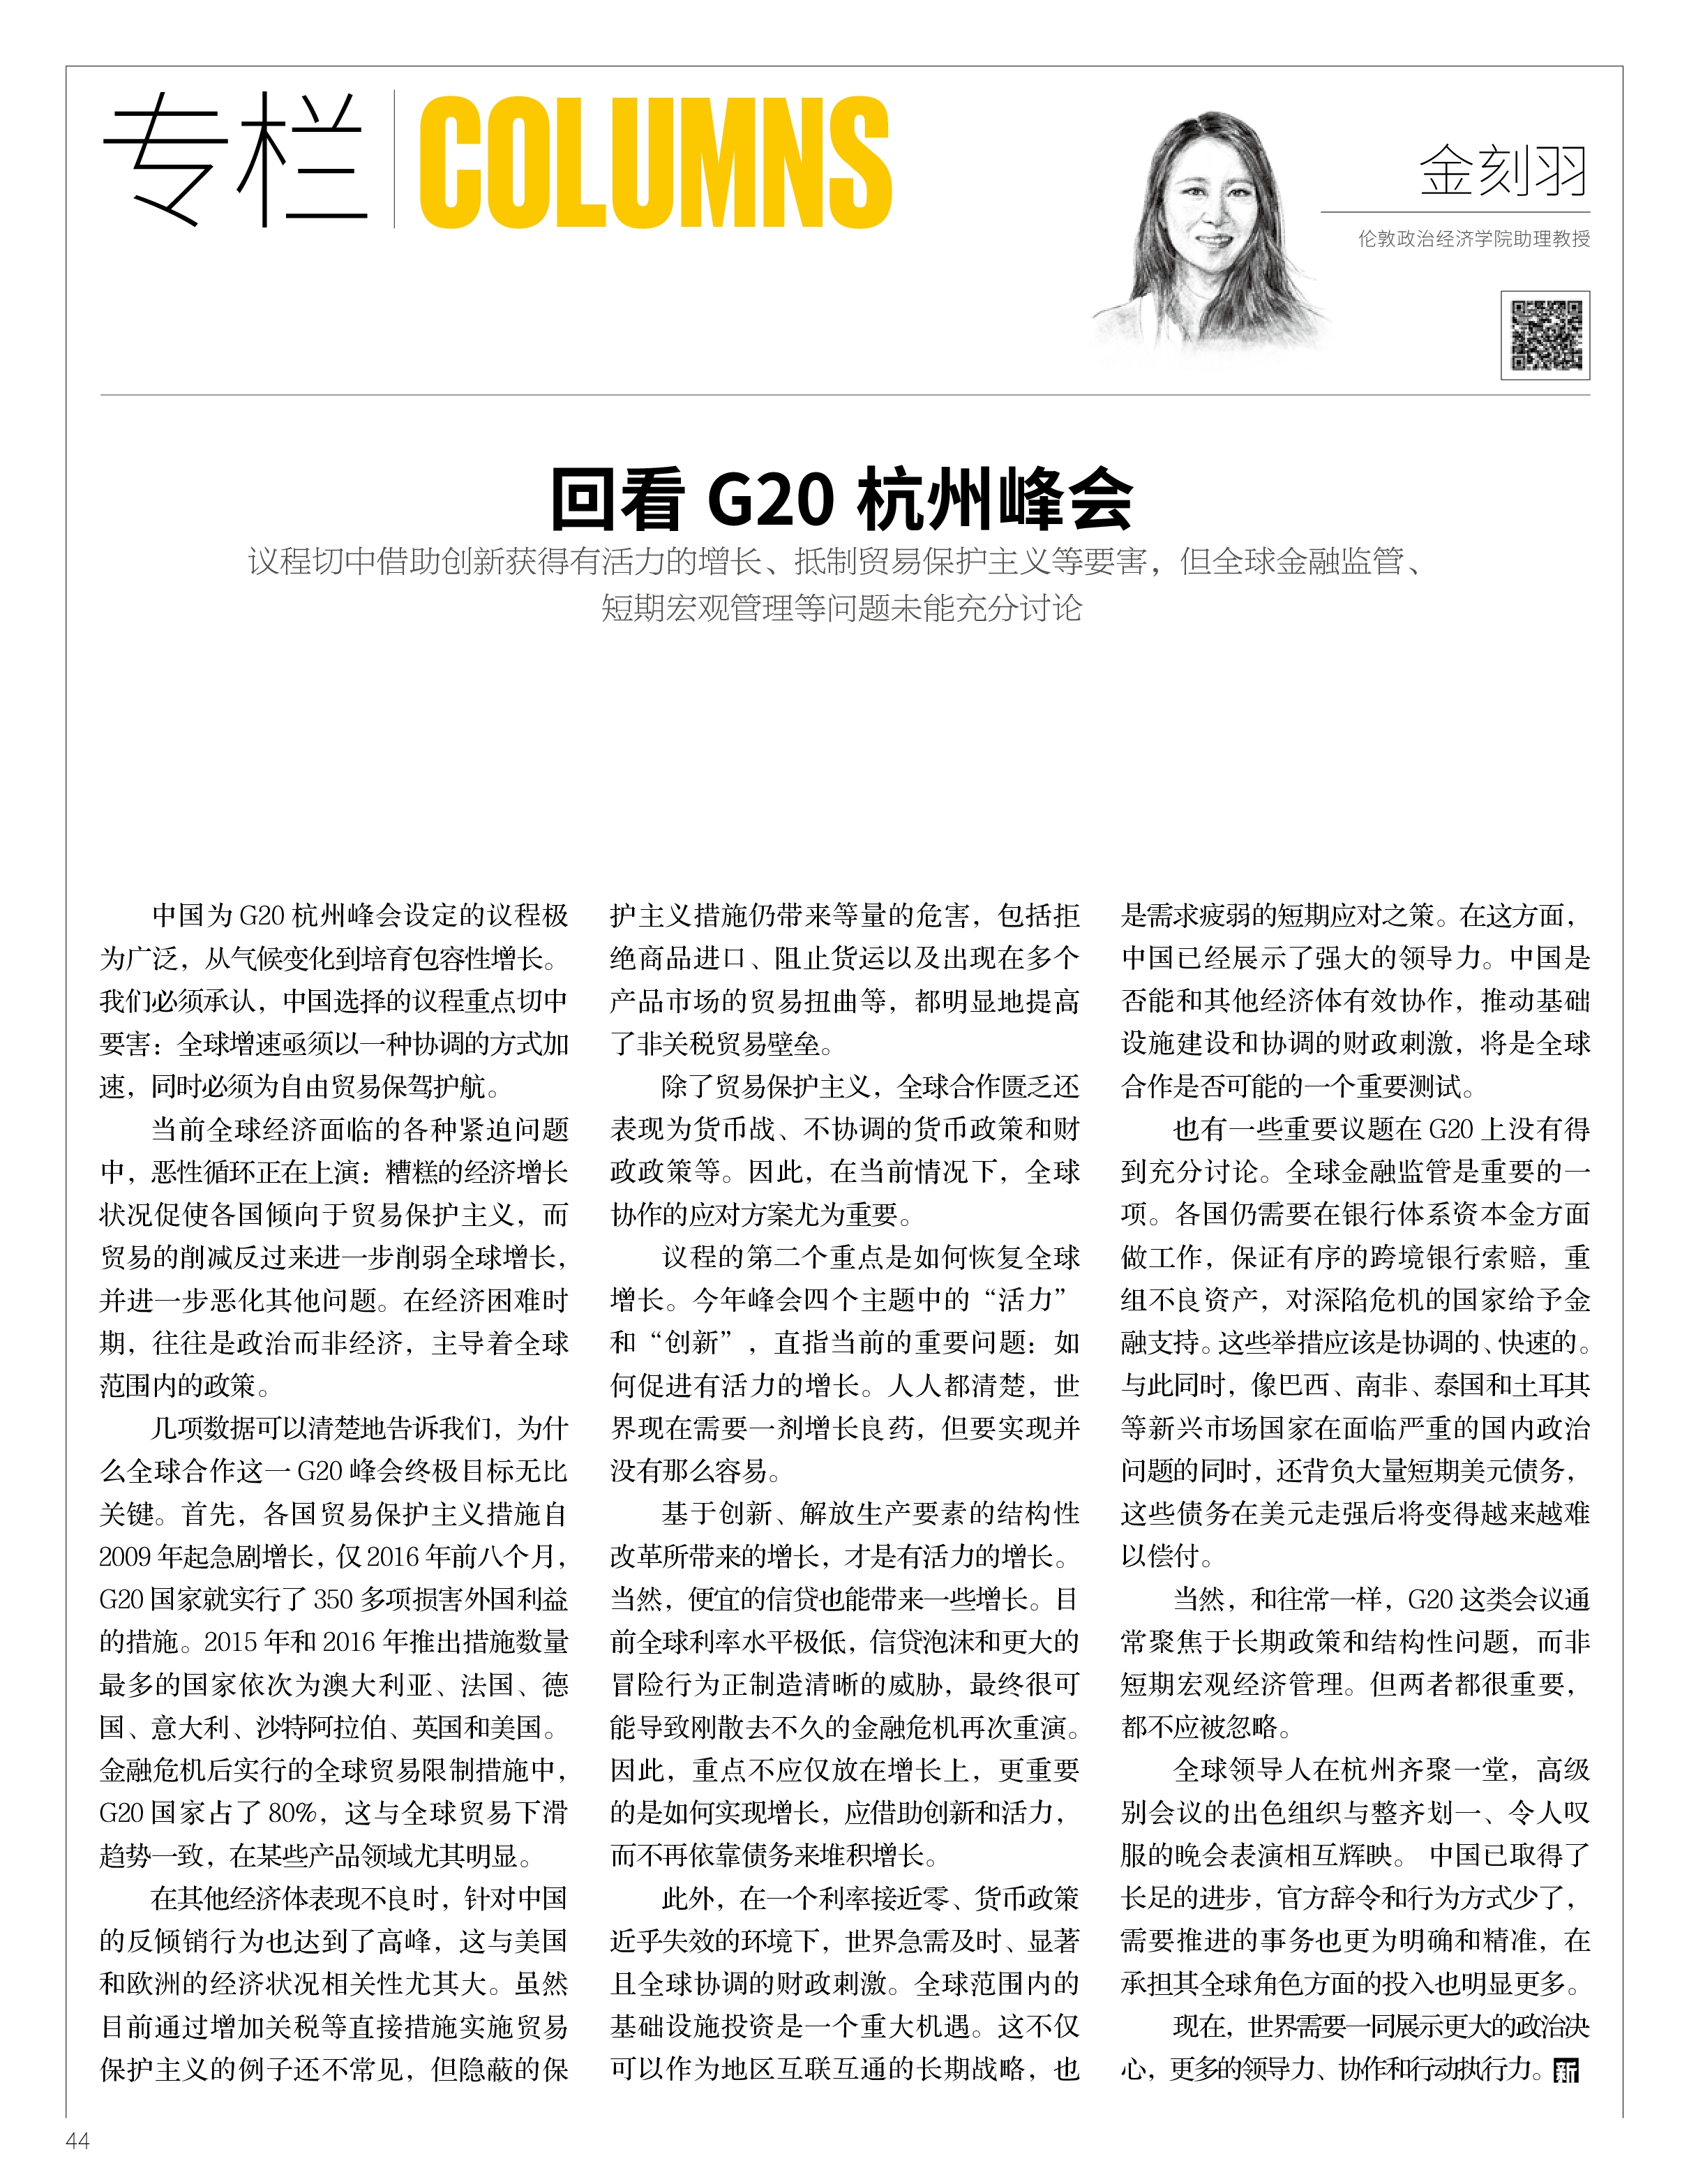 专栏
COLUMNS
金刻羽
伦敦政治经济学院助理教授
回看 G20 杭州峰会
议程切中借助创新获得有活力的增长、抵制贸易保护主义等要害，但全球金融监管、
短期宏观管理等问题未能充分讨论
中国为 G20 杭州峰会设定的议程极
为广泛，从气候变化到培育包容性增长。
我们必须承认，中国选择的议程重点切中
要害：全球增速亟须以一种协调的方式加
速，同时必须为自由贸易保驾护航。
当前全球经济面临的各种紧迫问题
中，恶性循环正在上演：糟糕的经济增长
状况促使各国倾向于贸易保护主义，而
贸易的削减反过来进一步削弱全球增长，
并进一步恶化其他问题。在经济困难时
期，往往是政治而非经济，主导着全球
范围内的政策。
几项数据可以清楚地告诉我们，为什
么全球合作这一 G20 峰会终极目标无比
关键。首先，各国贸易保护主义措施自
2009 年起急剧增长，仅 2016 年前八个月，
G20 国家就实行了 350 多项损害外国利益
的措施。2015 年和 2016 年推出措施数量
最多的国家依次为澳大利亚、法国、德
国、意大利、沙特阿拉伯、英国和美国。
金融危机后实行的全球贸易限制措施中，
G20 国家占了 80%，这与全球贸易下滑
趋势一致，在某些产品领域尤其明显。
在其他经济体表现不良时，针对中国
的反倾销行为也达到了高峰，这与美国
和欧洲的经济状况相关性尤其大。虽然
目前通过增加关税等直接措施实施贸易
保护主义的例子还不常见，但隐蔽的保
护主义措施仍带来等量的危害，包括拒
绝商品进口、阻止货运以及出现在多个
产品市场的贸易扭曲等，都明显地提高
了非关税贸易壁垒。
除了贸易保护主义，全球合作匮乏还
表现为货币战、不协调的货币政策和财
政政策等。因此，在当前情况下，全球
协作的应对方案尤为重要。
议程的第二个重点是如何恢复全球
增长。今年峰会四个主题中的“活力”
和“创新”，直指当前的重要问题：如
何促进有活力的增长。人人都清楚，世
界现在需要一剂增长良药，但要实现并
没有那么容易。
基于创新、解放生产要素的结构性
改革所带来的增长，才是有活力的增长。
当然，便宜的信贷也能带来一些增长。目
前全球利率水平极低，信贷泡沫和更大的
冒险行为正制造清晰的威胁，最终很可
能导致刚散去不久的金融危机再次重演。
因此，重点不应仅放在增长上，更重要
的是如何实现增长，应借助创新和活力，
而不再依靠债务来堆积增长。
此外，在一个利率接近零、货币政策
近乎失效的环境下，世界急需及时、显著
且全球协调的财政刺激。全球范围内的
基础设施投资是一个重大机遇。这不仅
可以作为地区互联互通的长期战略，也
是需求疲弱的短期应对之策。在这方面，
中国已经展示了强大的领导力。中国是
否能和其他经济体有效协作，推动基础
设施建设和协调的财政刺激，将是全球
合作是否可能的一个重要测试。
也有一些重要议题在 G20 上没有得
到充分讨论。全球金融监管是重要的一
项。各国仍需要在银行体系资本金方面
做工作，保证有序的跨境银行索赔，重
组不良资产，对深陷危机的国家给予金
融支持。这些举措应该是协调的、快速的。
与此同时，像巴西、南非、泰国和土耳其
等新兴市场国家在面临严重的国内政治
问题的同时，还背负大量短期美元债务，
这些债务在美元走强后将变得越来越难
以偿付。
当然，和往常一样，G20 这类会议通
常聚焦于长期政策和结构性问题，而非
短期宏观经济管理。但两者都很重要，
都不应被忽略。
全球领导人在杭州齐聚一堂，高级
别会议的出色组织与整齐划一、令人叹
服的晚会表演相互辉映。 中国已取得了
长足的进步，官方辞令和行为方式少了，
需要推进的事务也更为明确和精准，在
承担其全球角色方面的投入也明显更多。
现在，世界需要一同展示更大的政治决
心，更多的领导力、协作和行动执行力。新
44